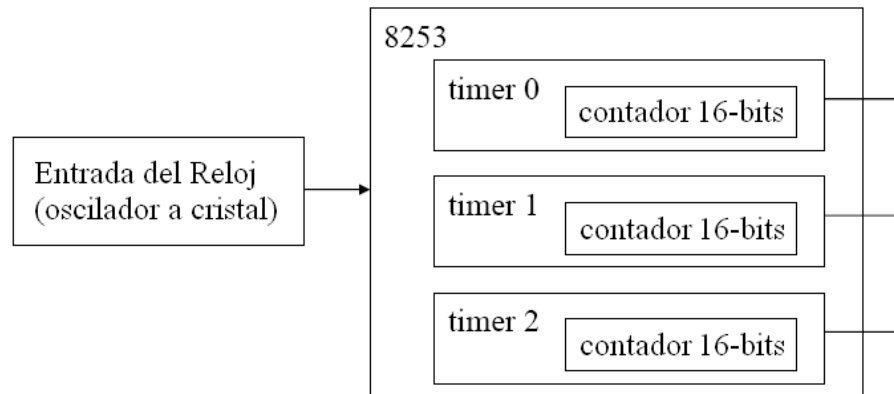 8253
timer 0
contador 16-bits
Entrada del Reloj
(oscilador a cristal)
timer 1
contador 16-bits
timer 2
contador 16-bits